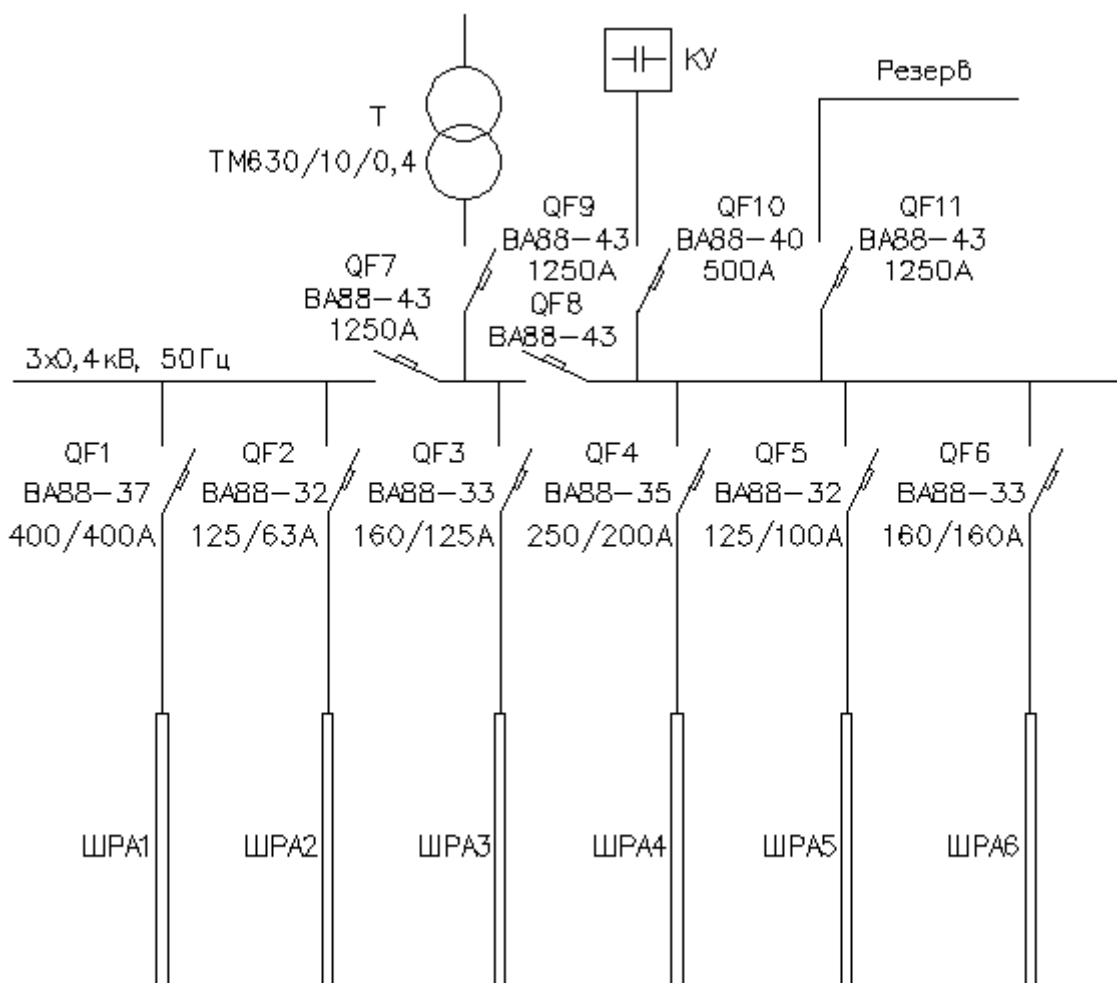 КУ
Резерв
Т
ТМ630/10/0,4
QF9
ВА88-43
1250А
QF10
ВА88-40
500А
QF11
ВА88-43
1250А
QF7
ВА88-43
1250А
QF8
ВА88-43
3х0,4кВ, 50Гц
QF1
ВА88-37
400/400А
QF2
ВА88-32
125/63А
QF3
ВА88-33
160/125А
QF4
ВА88-35
250/200А
QF5
ВА88-32
125/100А
QF6
ВА88-33
160/160А
ШРА1
ШРА2
ШРА3
ШРА4
ШРА5
ШРА6